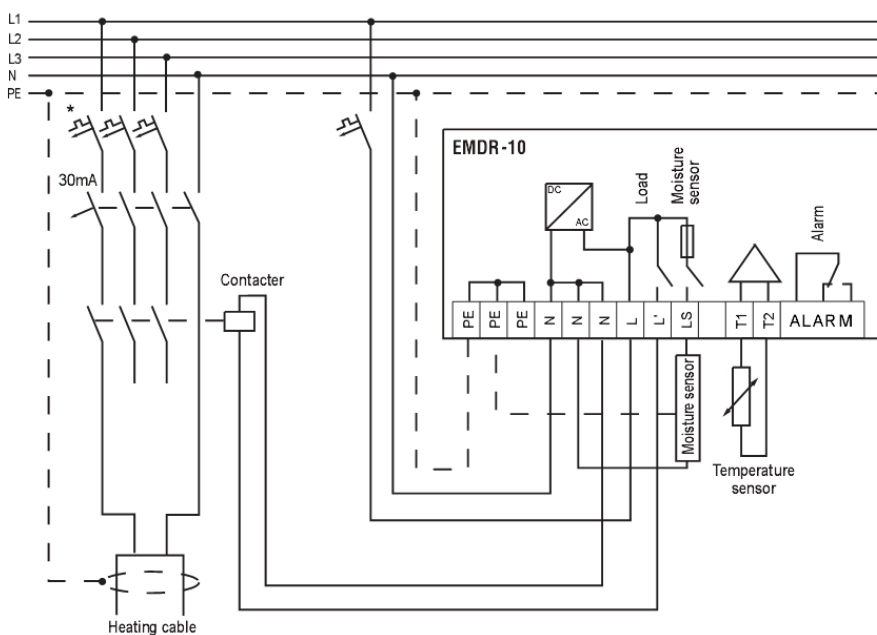 L1
L2
L3
N
PE
*
30mA
EMDR-10
DC
AC
Load
Moisture
sensor
Alarm
Contacter
PE
PE
PE
N
N
N
L
L'
LS
T1
T2
ALARM
Moisture sensor
Temperature
sensor
Heating cable